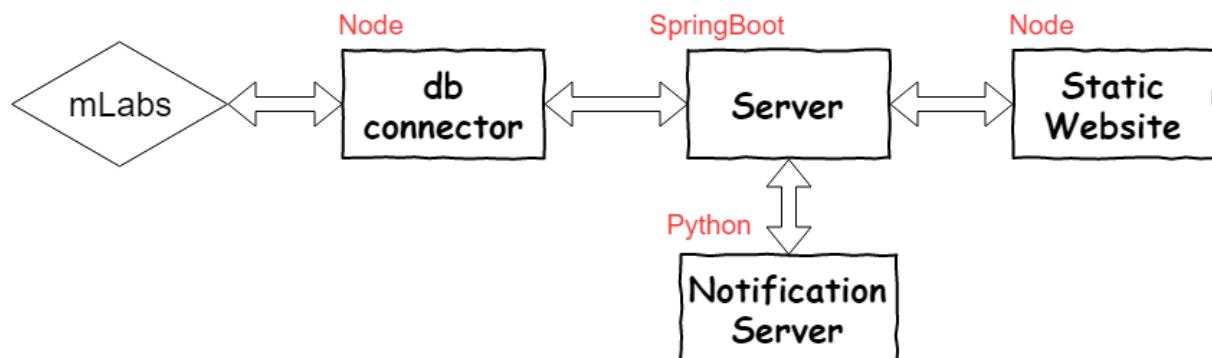 Node
SpringBoot
Node
mLabs
db
connector
Server
Static
Website
Python
Notification
Server